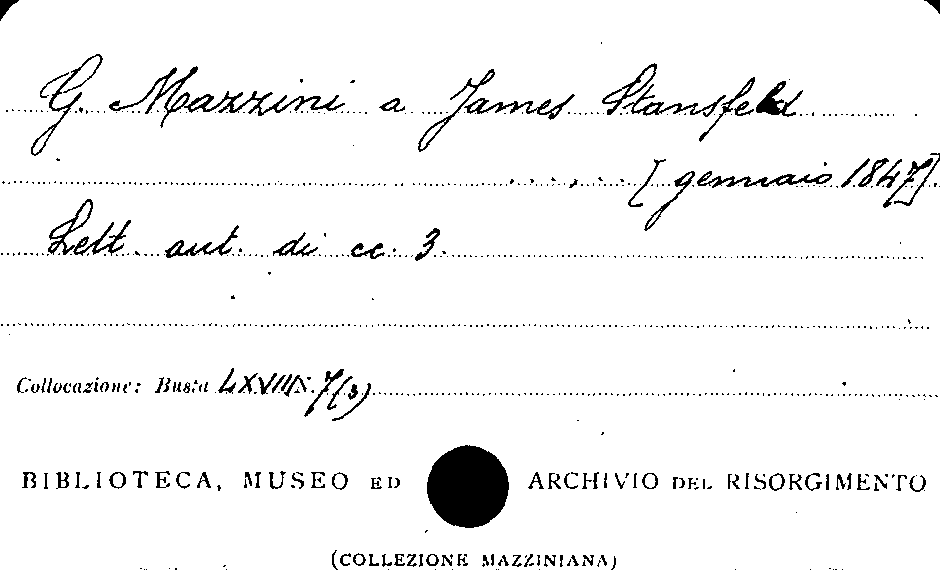 G. Mazzini a James Stansfeld
[gennaio 1847].
Lett. aut. di cc. 3.
Collocazione: Busta LXVIII N. 7(3)
BIBLIOTECA, MUSEO ED ARCHIVIO DEL RISORGIMENTO
(COLLEZIONE MAZZINIANA)